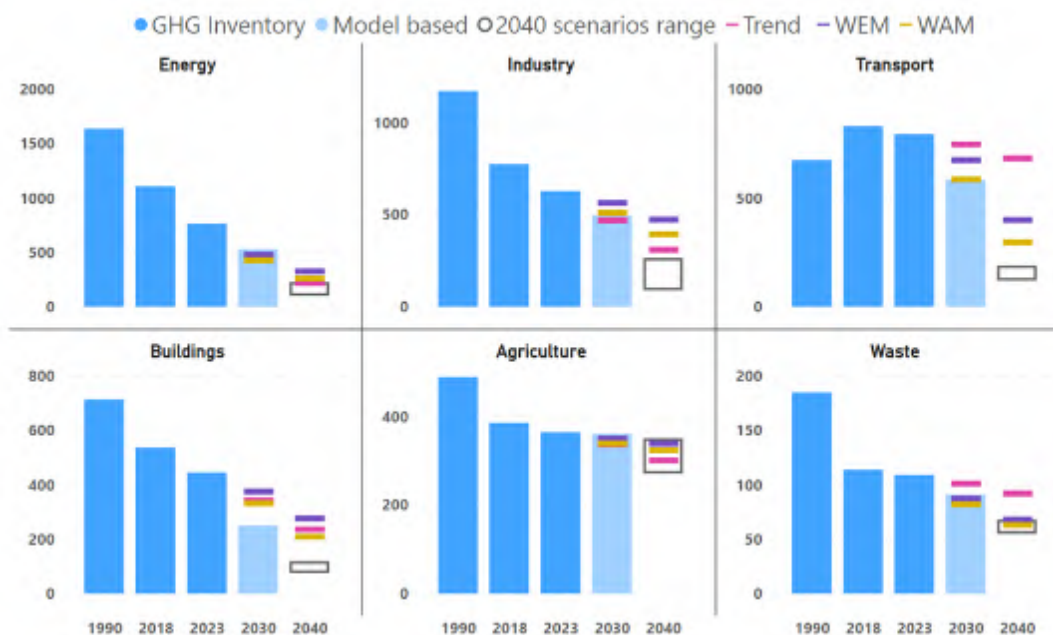 GHG Inventory Model based 2040 scenarios range Trend WEM WAM
Energy Industry Transport
2000 1000 1000
1500
1000 500 500
500
0 0 0
Buildings Agriculture Waste
800 400 200
600 150
400 200 100
200 50
0 0 0
1990 2018 2023 2030 2040 1990 2018 2023 2030 2040 1990 2018 2023 2030 2040